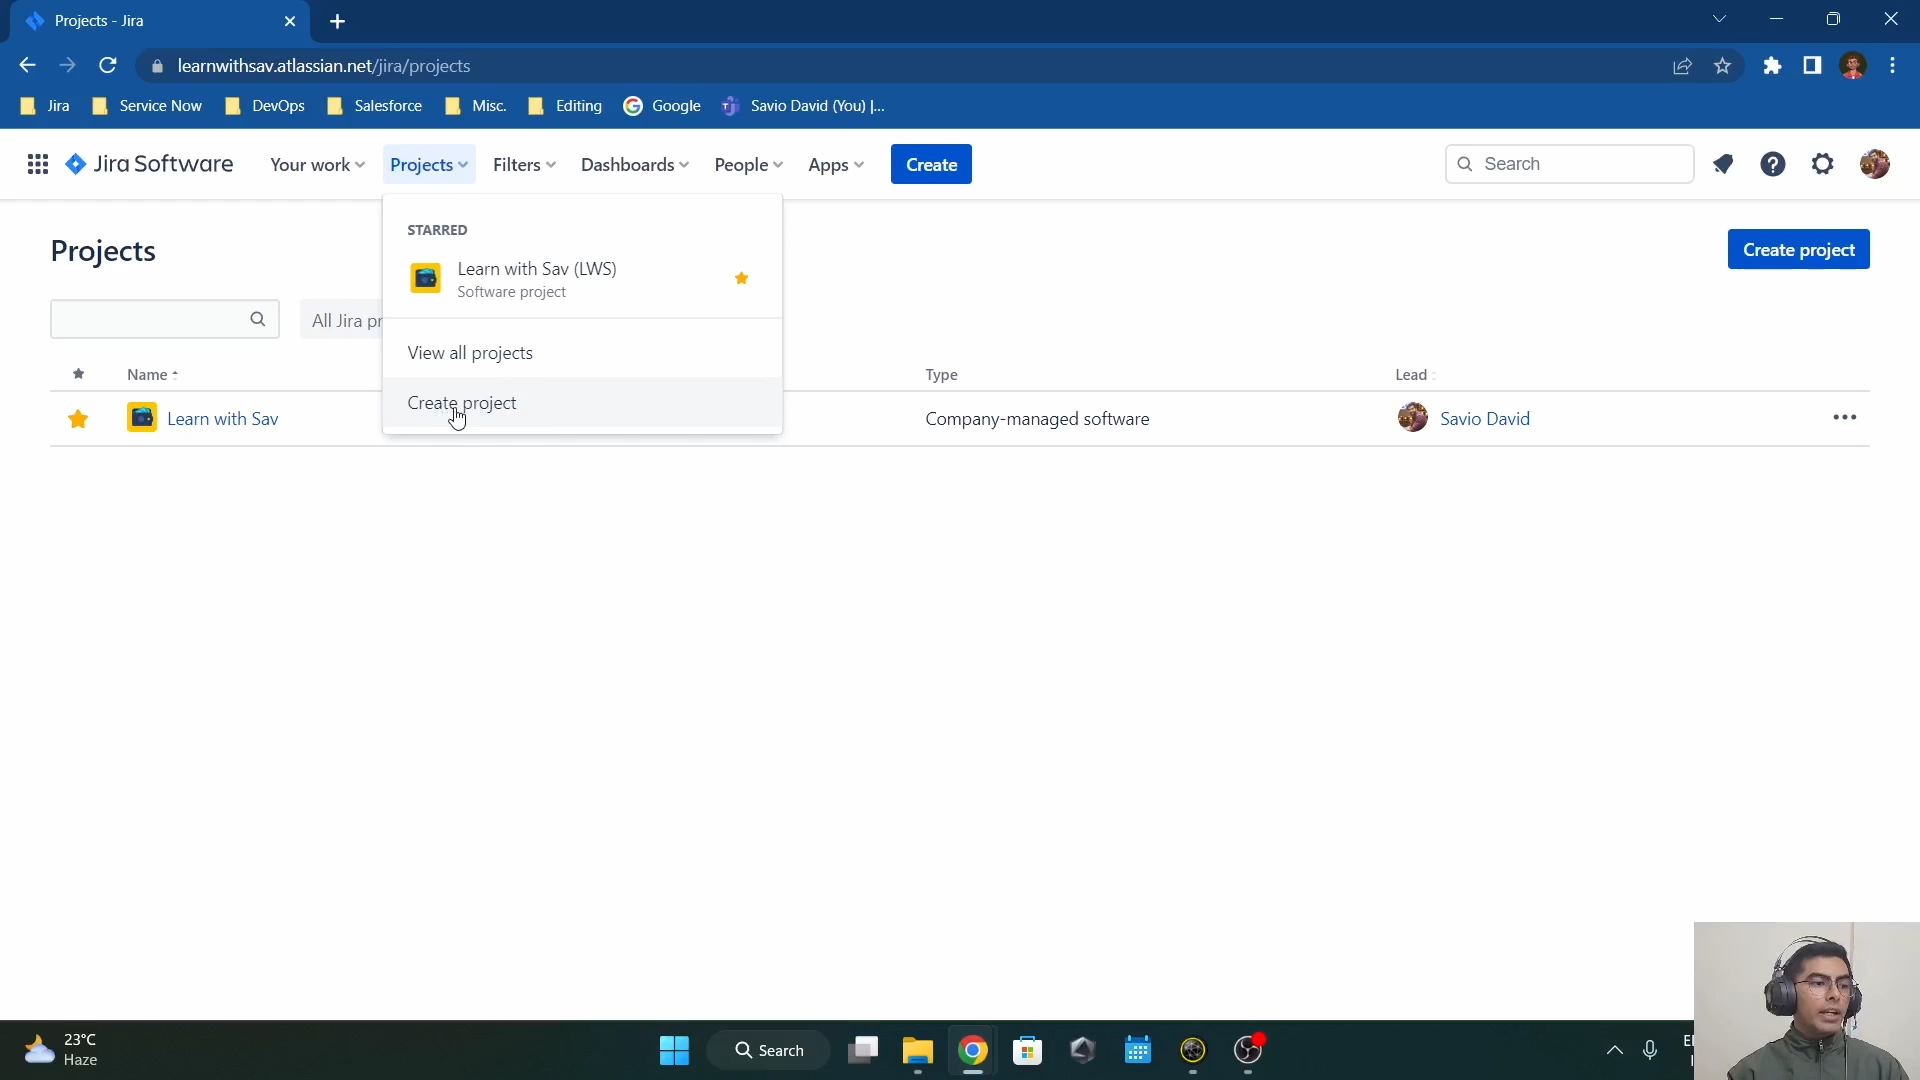 Projects - Jira
learnwithsav.atlassian.net/jira/projects
Jira Service Now DevOps Salesforce Misc. Editing Google Savio David (You) |...
Jira Software Your work Projects Filters Dashboards People Apps Create Search
Projects
Create project
STARRED
Learn with Sav (LWS)
Software project
All Jira pr
View all projects
Create project
Name Type Lead
Learn with Sav Company-managed software Savio David
23°C
Haze
Search